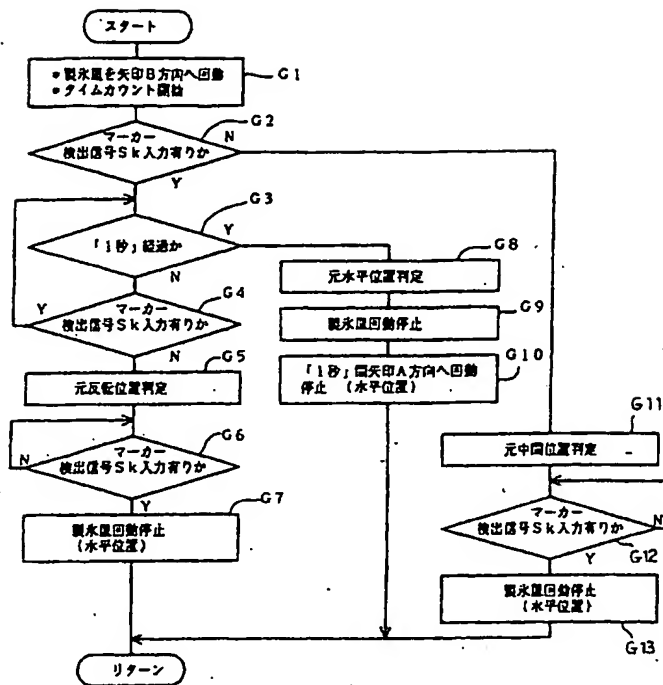 スタート
●製氷皿を矢印B方向へ回動
●タイムカウント開始
G1
G2
マーカー
検出信号Sk入力有りか
N
Y
G3
「1秒」経過か
Y
N
G4
マーカー
検出信号Sk入力有りか
Y
N
G5
元反転位置判定
G6
マーカー
検出信号Sk入力有りか
N
Y
G7
製氷皿回動停止
(水平位置)
G8
元水平位置判定
G9
製氷皿回動停止
G10
「1秒」間矢印A方向へ回動
停止 (水平位置)
G11
元中間位置判定
マーカー
検出信号Sk入力有りか
N
Y
G12
製氷皿回動停止
(水平位置)
G13
リターン